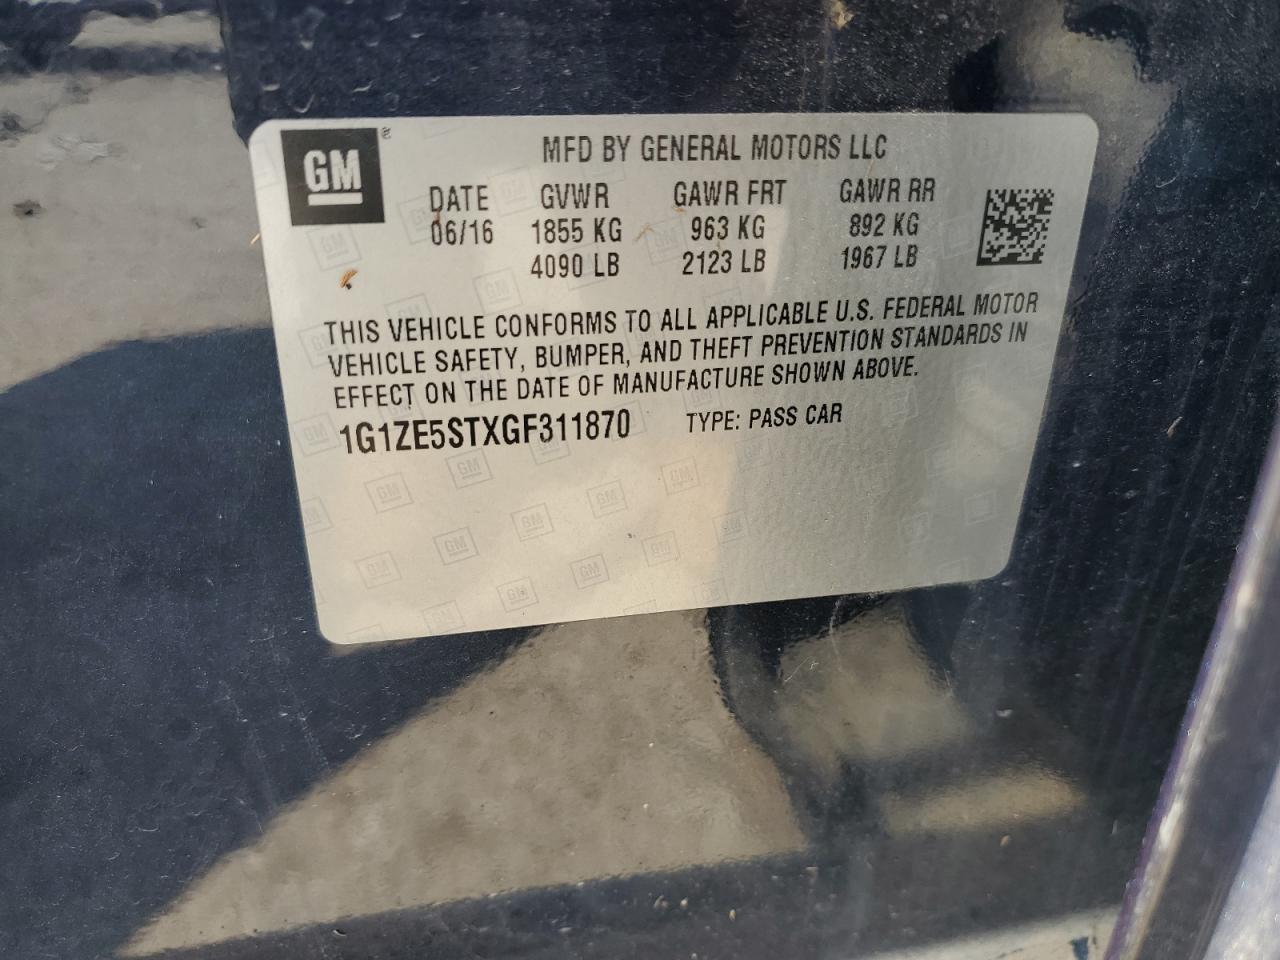 GM ®
MFD BY GENERAL MOTORS LLC
DATE GVWR GAWR FRT GAWR RR
06/16 1855 KG 963 KG 892 KG
4090 LB 2123 LB 1967 LB
THIS VEHICLE CONFORMS TO ALL APPLICABLE U.S. FEDERAL MOTOR
VEHICLE SAFETY, BUMPER, AND THEFT PREVENTION STANDARDS IN
EFFECT ON THE DATE OF MANUFACTURE SHOWN ABOVE.
1G1ZE5STXGF311870 TYPE: PASS CAR